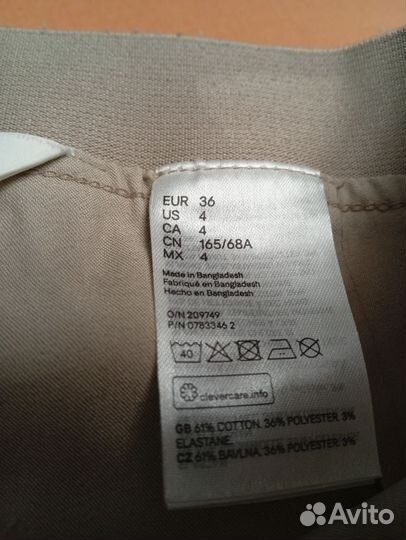 EUR 36
US 4
CA 4
CN 165/68A
MX 4
Made in Bangladesh
Fabriqué en Bangladesh
Hecho en Bangladesh
O/N 209749
P/N 0783346 2
40
clevercare.info
GB 61% COTTON, 36% POLYESTER, 3%
ELASTANE.
CZ 61% BAVLNA, 36% POLYESTER, 3%
Avito